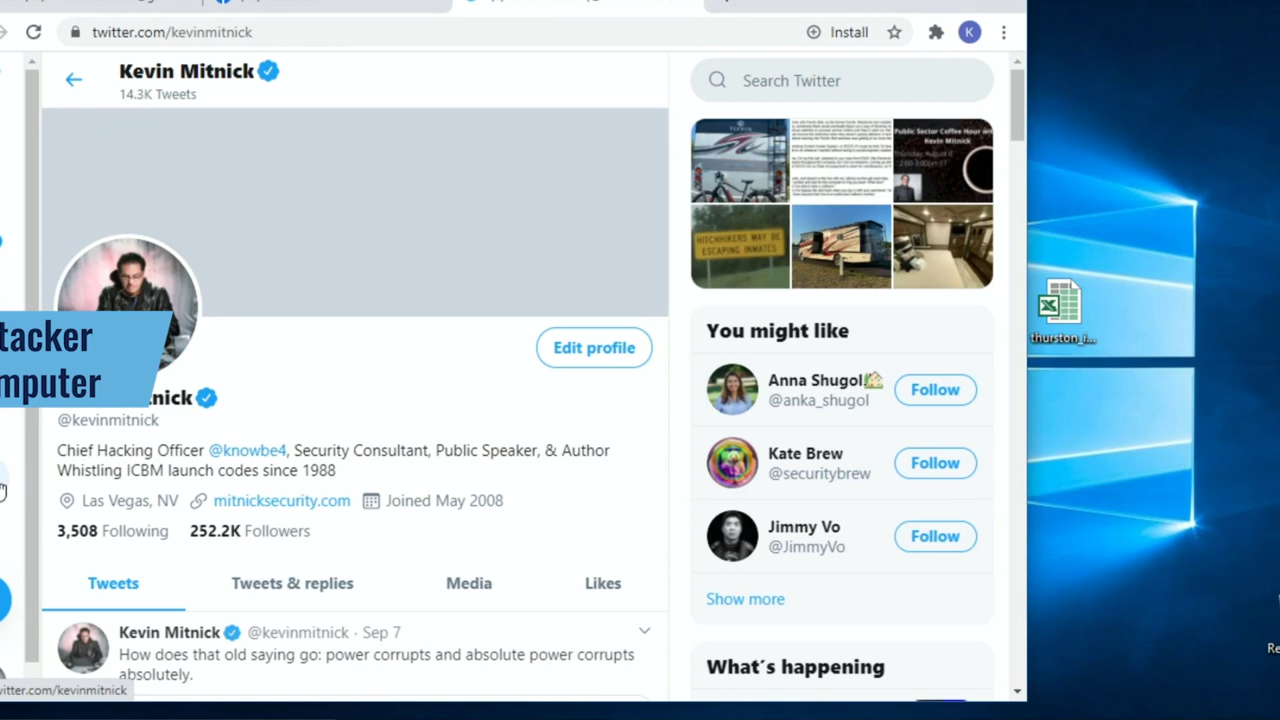 twitter.com/kevinmitnick
Install
K
Kevin Mitnick
14.3K Tweets
Search Twitter
Public Sector Coffee Hour
Kevin Mitnick
HITCHHIKERS MAY BE
ESCAPING INMATES
Edit profile
tacker
mputer
nick
@kevinmitnick
Chief Hacking Officer @knowbe4, Security Consultant, Public Speaker, & Author
Whistling ICBM launch codes since 1988
Las Vegas, NV mitnicksecurity.com Joined May 2008
3,508 Following 252.2K Followers
Tweets Tweets & replies Media Likes
Kevin Mitnick @kevinmitnick · Sep 7
How does that old saying go: power corrupts and absolute power corrupts
absolutely.
You might like
Anna Shugol
@anka_shugol
Follow
Kate Brew
@securitybrew
Follow
Jimmy Vo
@JimmyVo
Follow
Show more
What's happening
thurston_i...
Re
witter.com/kevinmitnick